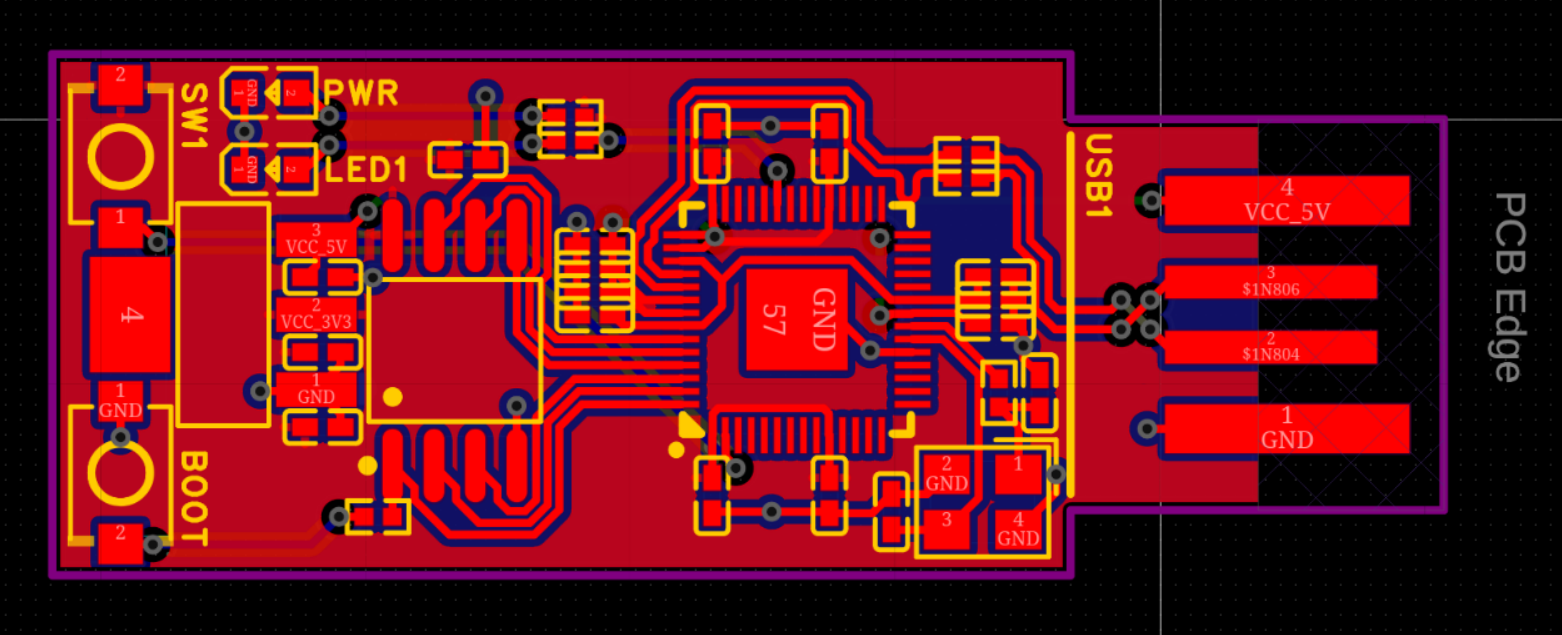 2
SW1
1
GND
2
PWR
1
GND
2
LED1
1
4
1
GND
BOOT
2
3
VCC_5V
2
VCC_3V3
1
GND
57
GND
2
GND
1
3
4
GND
USB1
4
VCC_5V
3
$1N806
2
$1N804
1
GND
PCB Edge